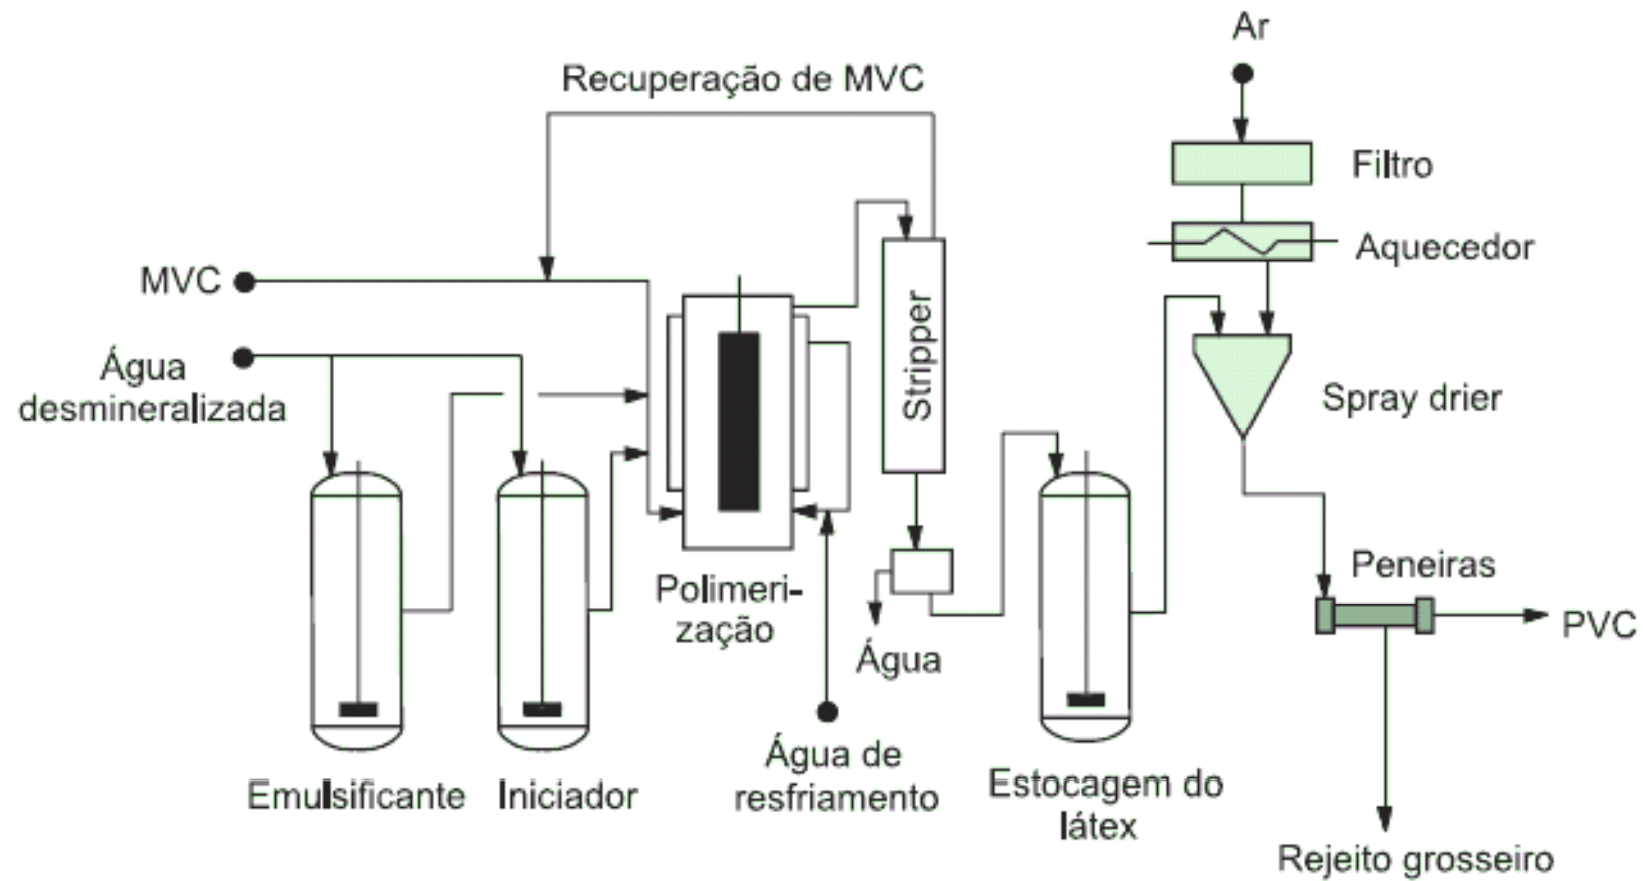 Ar
Recuperação de MVC
Filtro
Aquecedor
MVC
Água
desmineralizada
Stripper
Spray drier
Polimeri-
zação
Água
Peneiras
PVC
Emulsificante
Iniciador
Água de
resfriamento
Estocagem do
látex
Rejeito grosseiro